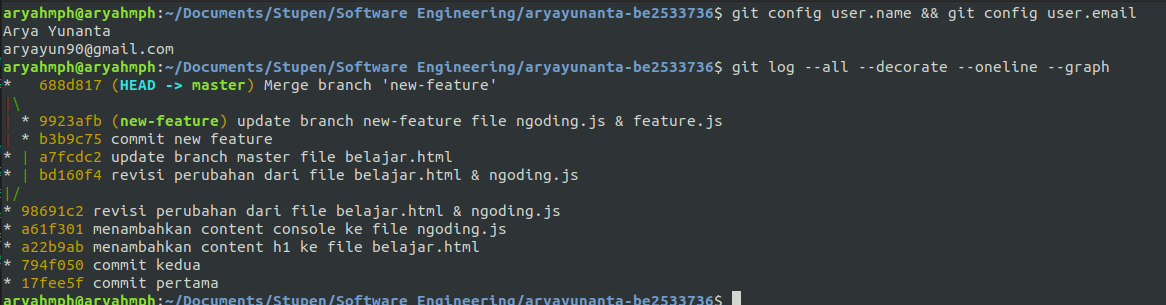 aryahmph@aryahmph:~/Documents/Stupen/Software Engineering/aryayunanta-be2533736$ git config user.name && git config user.email
Arya Yunanta
aryayun90@gmail.com
aryahmph@aryahmph:~/Documents/Stupen/Software Engineering/aryayunanta-be2533736$ git log --all --decorate --oneline --graph
*   688d817 (HEAD -> master) Merge branch 'new-feature'
|\
| * 9923afb (new-feature) update branch new-feature file ngoding.js & feature.js
| * b3b9c75 commit new feature
* | a7fcdc2 update branch master file belajar.html
* | bd160f4 revisi perubahan dari file belajar.html & ngoding.js
|/
* 98691c2 revisi perubahan dari file belajar.html & ngoding.js
* a61f301 menambahkan content console ke file ngoding.js
* a22b9ab menambahkan content h1 ke file belajar.html
* 794f050 commit kedua
* 17fee5f commit pertama
aryahmph@aryahmph:~/Documents/Stupen/Software Engineering/aryayunanta-be2533736$